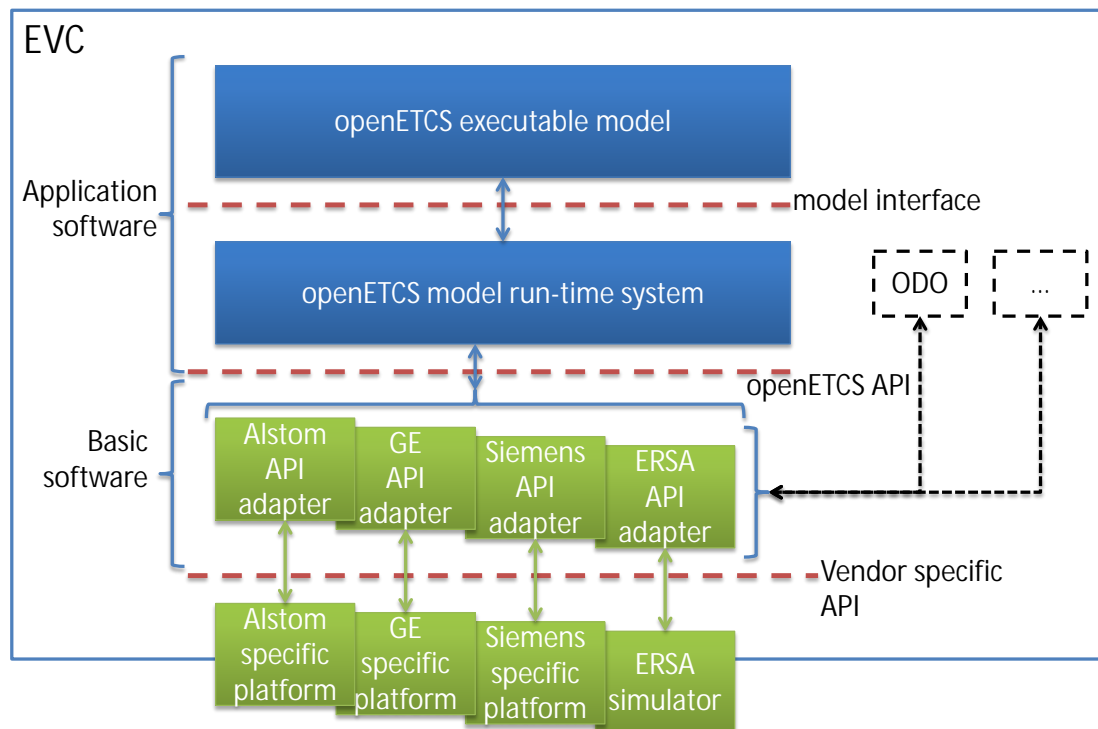 EVC
openETCS executable model
Application
software
model interface
openETCS model run-time system
ODO
...
openETCS API
Basic
software
Alstom
API
adapter
GE
API
adapter
Siemens
API
adapter
ERSA
API
adapter
Vendor specific
API
Alstom
specific
platform
GE
specific
platform
Siemens
specific
platform
ERSA
simulator